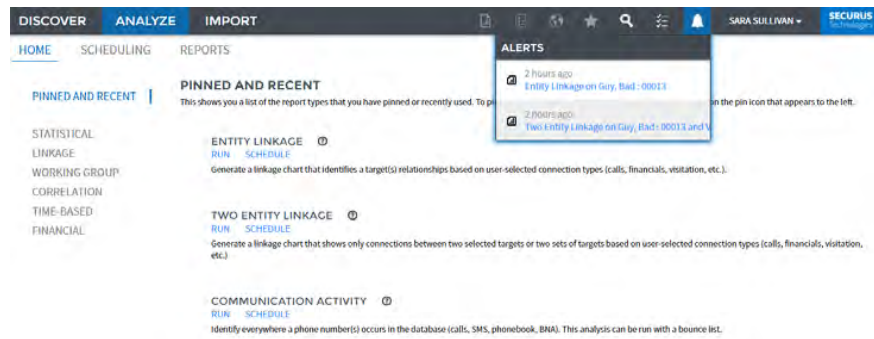 DISCOVER ANALYZE IMPORT SARA SULLIVAN SECURUS
Technologies
HOME SCHEDULING REPORTS
ALERTS
2 hours ago
Entity Linkage on Guy, Bad : 00013
2 hours ago
Two Entity Linkage on Guy, Bad : 00013 and V
PINNED AND RECENT
STATISTICAL
LINKAGE
WORKING GROUP
CORRELATION
TIME-BASED
FINANCIAL
PINNED AND RECENT
This shows you a list of the report types that you have pinned or recently used. To pi on the pin icon that appears to the left.
ENTITY LINKAGE
RUN SCHEDULE
Generate a linkage chart that identifies a target(s) relationships based on user-selected connection types (calls, financials, visitation, etc.).
TWO ENTITY LINKAGE
RUN SCHEDULE
Generate a linkage chart that shows only connections between two selected targets or two sets of targets based on user-selected connection types (calls, financials, visitation,
etc.)
COMMUNICATION ACTIVITY
RUN SCHEDULE
Identify everywhere a phone number(s) occurs in the database (calls, SMS, phonebook, BNA). This analysis can be run with a bounce list.